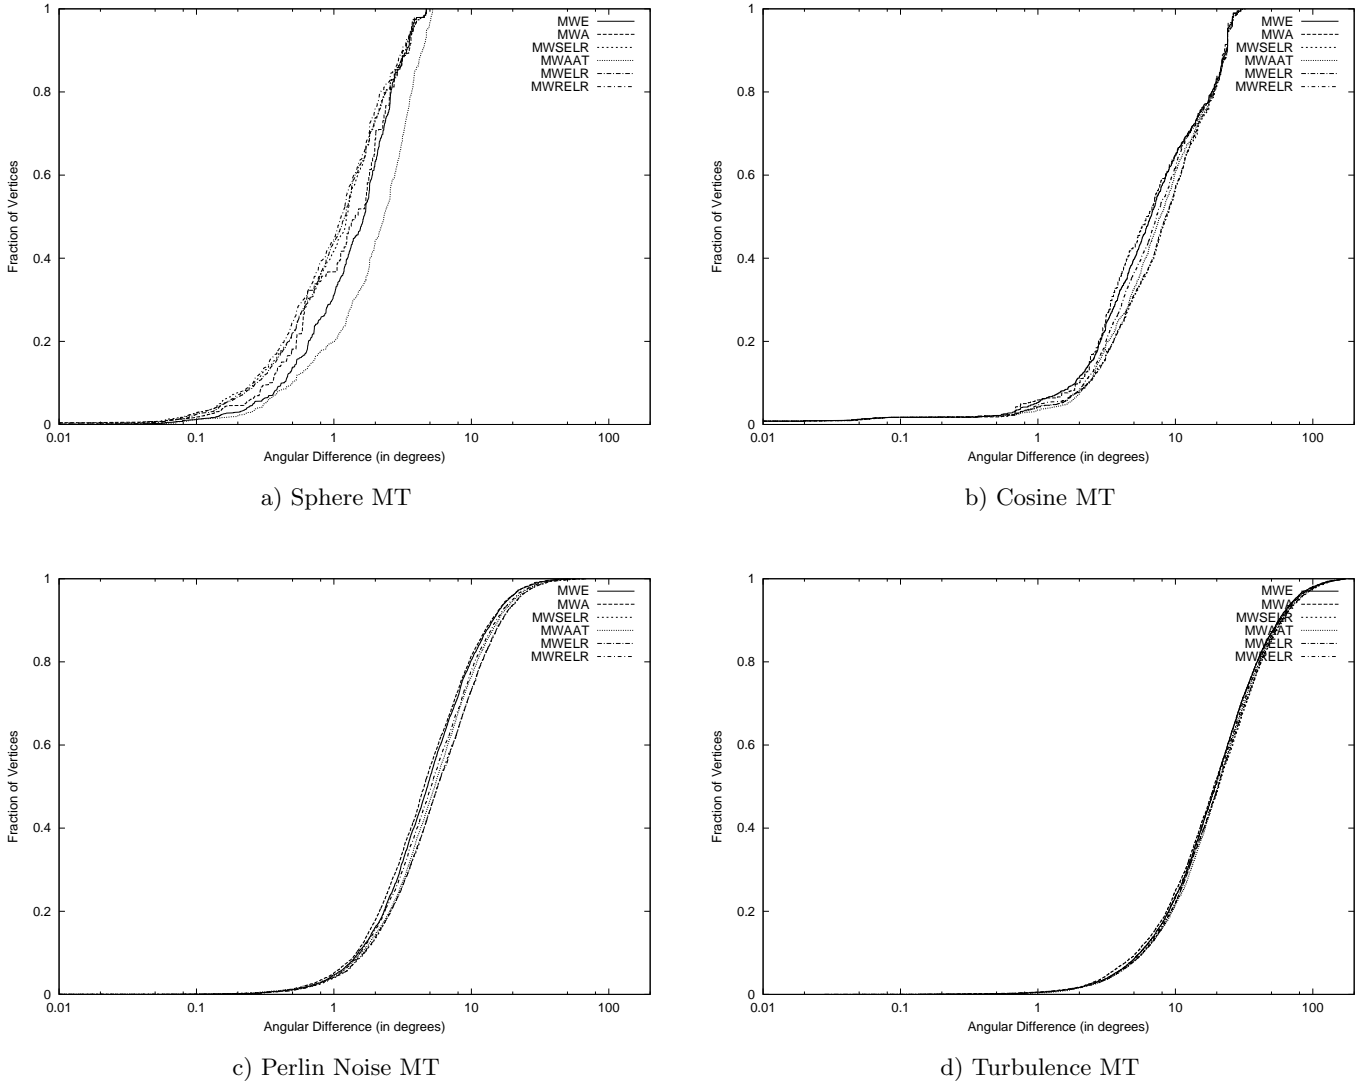 1
0.8
0.6
0.4
0.2
0
0.01
0.1
1
10
100
Fraction of Vertices
Angular Difference (in degrees)
MWE
MWA
MWSELR
MWAAT
MWELR
MWRELR
a) Sphere MT
1
0.8
0.6
0.4
0.2
0
0.01
0.1
1
10
100
Fraction of Vertices
Angular Difference (in degrees)
MWE
MWA
MWSELR
MWAAT
MWELR
MWRELR
b) Cosine MT
1
0.8
0.6
0.4
0.2
0
0.01
0.1
1
10
100
Fraction of Vertices
Angular Difference (in degrees)
MWE
MWA
MWSELR
MWAAT
MWELR
MWRELR
c) Perlin Noise MT
1
0.8
0.6
0.4
0.2
0
0.01
0.1
1
10
100
Fraction of Vertices
Angular Difference (in degrees)
MWE
MWA
MWSELR
MWAAT
MWELR
MWRELR
d) Turbulence MT